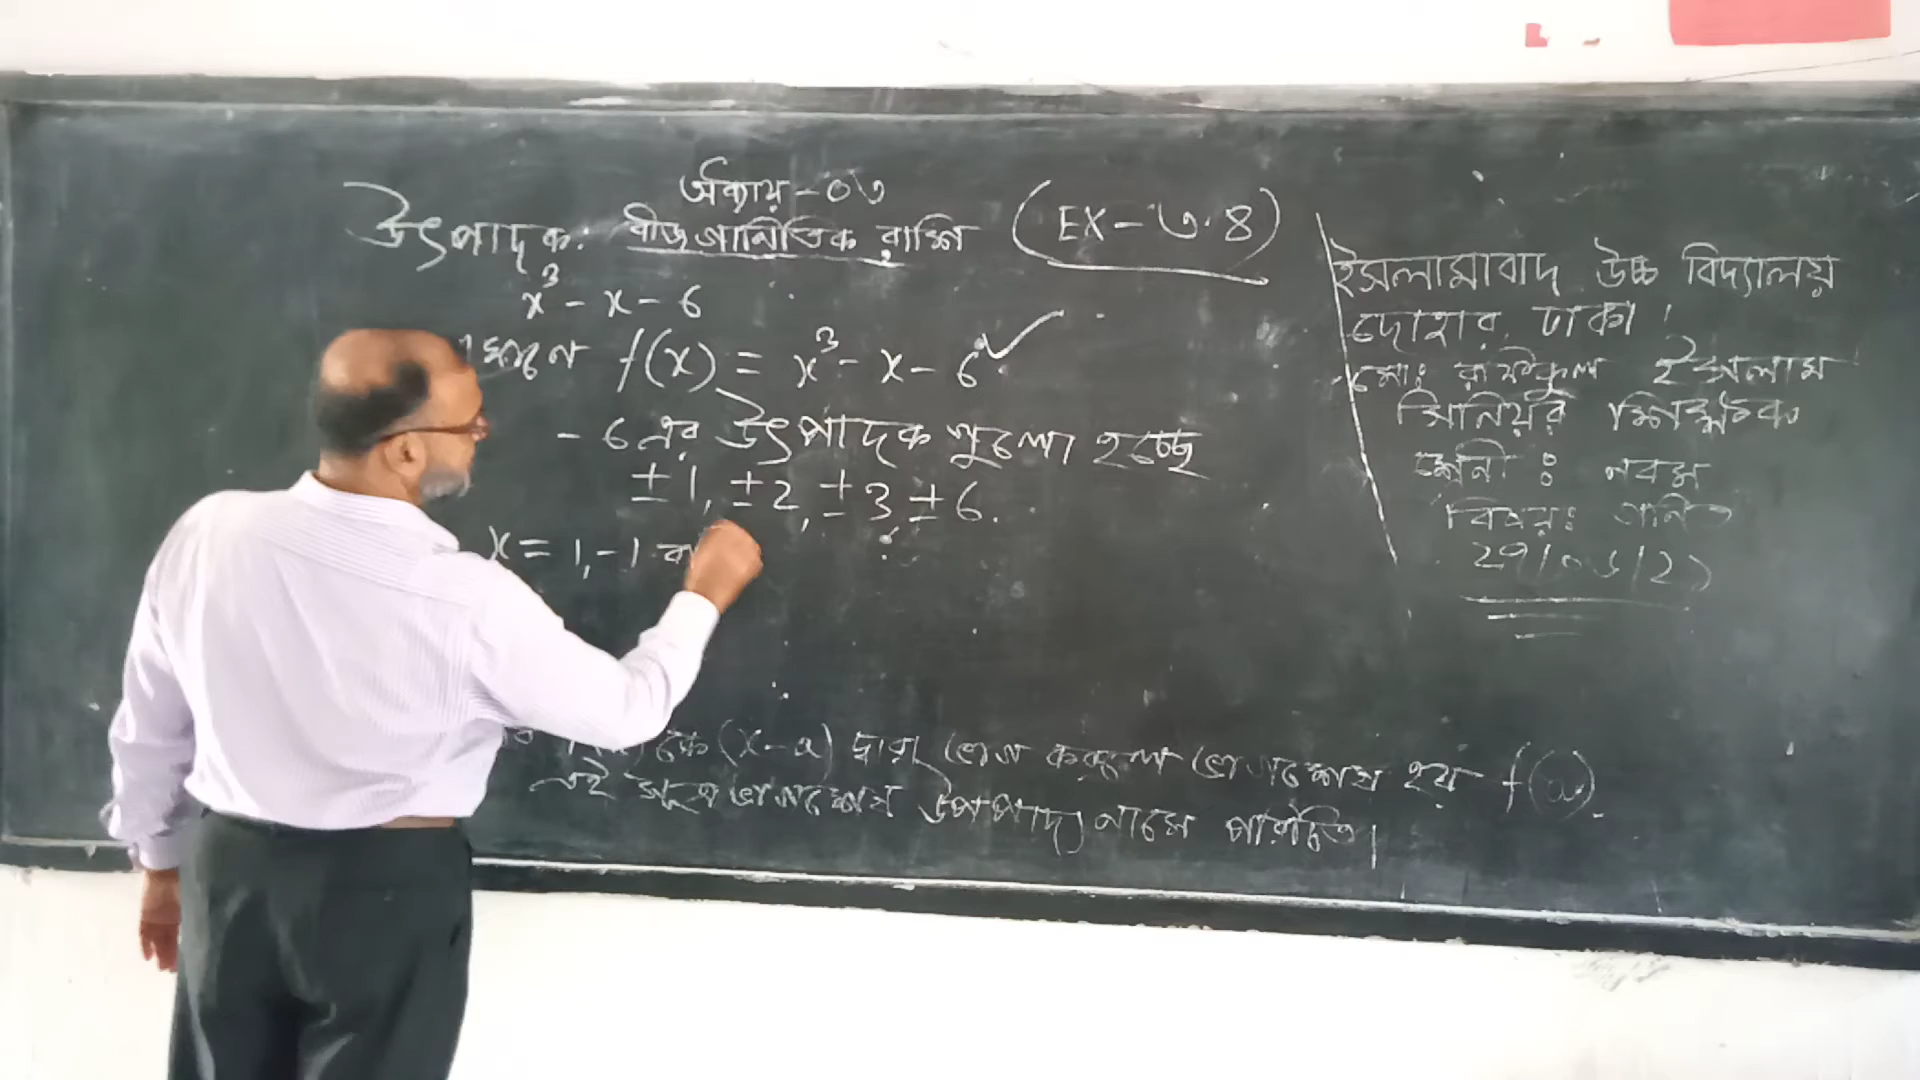 অধ্যায় - ০৩
উৎপাদক: বীজগানিতিক রাশি (EX - ৩.৪)
x³ - x - 6
মনে f(x) = x³ - x - 6
- 6 এর উৎপাদক গুলো হচ্ছে
±1, ±2, ±3 ±6.
x = 1, -1 বা
কে (x-a) দ্বারা ভাগ করলে ভাগশেষ হয় f(a).
এই সূত্র ভাগশেষ উপপাদ্য নামে পরিচিত।
ইসলামাবাদ উচ্চ বিদ্যালয়
দোহার, ঢাকা।
মো: রফিকুল ইসলাম
সিনিয়র শিক্ষক
শ্রেনী : নবম
বিষয়: গনিত